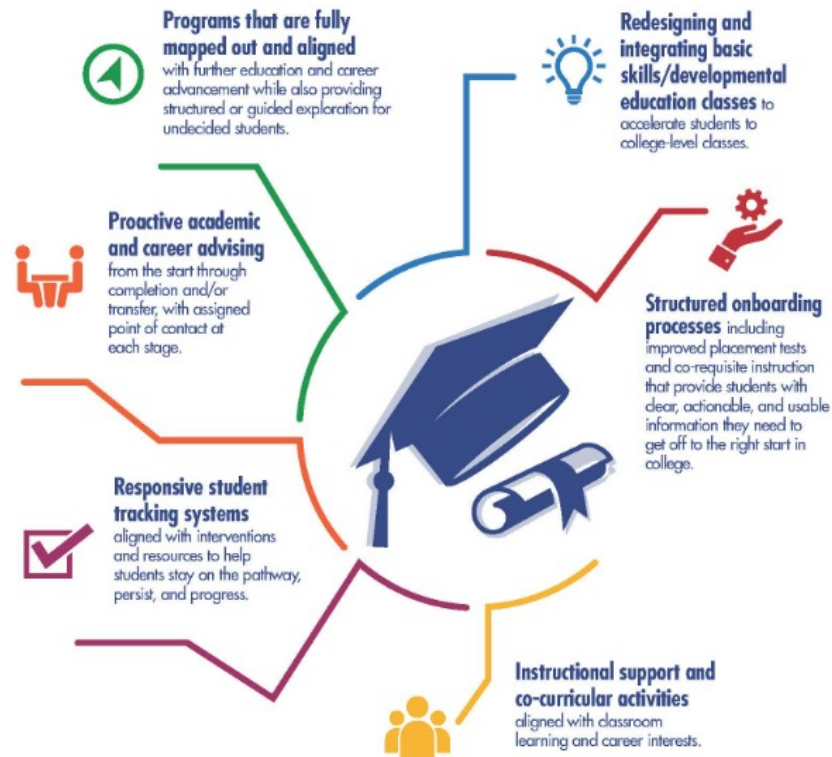 Programs that are fully
mapped out and aligned
with further education and career
advancement while also providing
structured or guided exploration for
undecided students.
Redesigning and
integrating basic
skills/developmental
education classes to
accelerate students to
college-level classes.
Proactive academic
and career advising
from the start through
completion and/or
transfer, with assigned
point of contact at
each stage.
Structured onboarding
processes including
improved placement tests
and co-requisite instruction
that provide students with
clear, actionable, and usable
information they need to
get off to the right start in
college.
Responsive student
tracking systems
aligned with interventions
and resources to help
students stay on the pathway,
persist, and progress.
Instructional support and
co-curricular activities
aligned with classroom
learning and career interests.